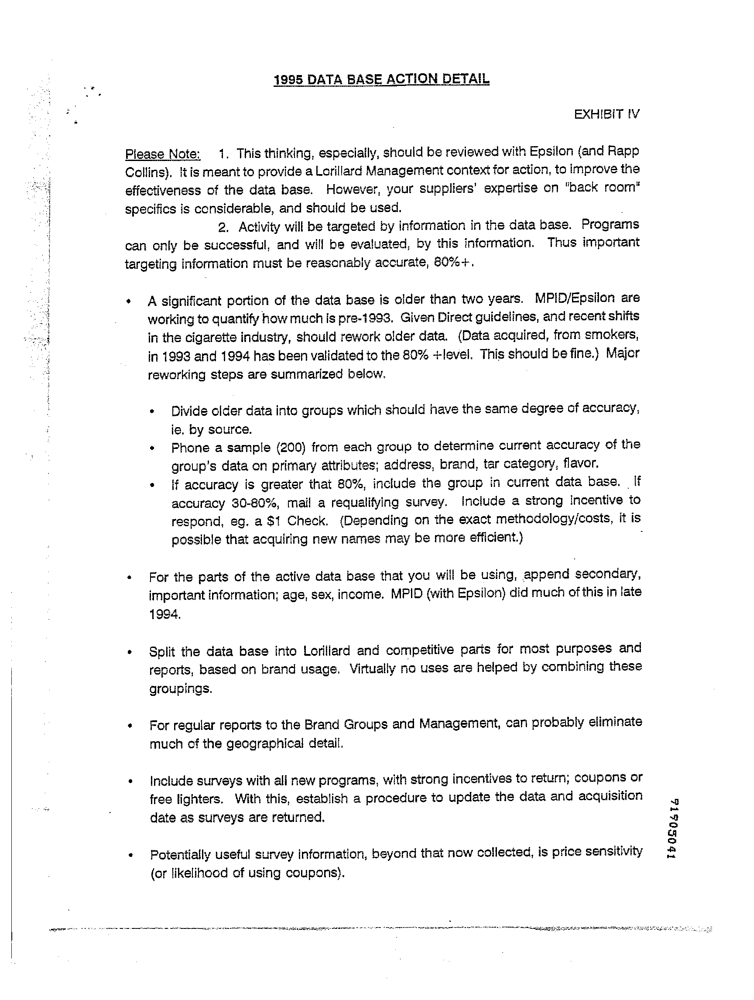 1995 DATA BASE ACTION DETAIL
EXHIBIT IV
Please Note: 1. This thinking, especially, should be reviewed with Epsilon (and Rapp
Collins). It is meant to provide a Lorillard Management context for action, to improve the
effectiveness of the data base. However, your suppliers' expertise on "back room"
specifics is considerable, and should be used.
2. Activity will be targeted by information in the data base. Programs
can only be successful, and will be evaluated, by this information. Thus important
targeting information must be reasonably accurate, 80%+.
• A significant portion of the data base is older than two years. MPID/Epsilon are
working to quantify how much is pre-1993. Given Direct guidelines, and recent shifts
in the cigarette industry, should rework older data. (Data acquired, from smokers,
in 1993 and 1994 has been validated to the 80% +level. This should be fine.) Major
reworking steps are summarized below.
• Divide older data into groups which should have the same degree of accuracy,
ie. by source.
• Phone a sample (200) from each group to determine current accuracy of the
group's data on primary attributes; address, brand, tar category, flavor.
• If accuracy is greater that 80%, include the group in current data base. If
accuracy 30-80%, mail a requalifying survey. Include a strong incentive to
respond, eg. a $1 Check. (Depending on the exact methodology/costs, it is
possible that acquiring new names may be more efficient.)
• For the parts of the active data base that you will be using, append secondary,
important information; age, sex, income. MPID (with Epsilon) did much of this in late
1994.
• Split the data base into Lorillard and competitive parts for most purposes and
reports, based on brand usage. Virtually no uses are helped by combining these
groupings.
• For regular reports to the Brand Groups and Management, can probably eliminate
much of the geographical detail.
• Include surveys with all new programs, with strong incentives to return; coupons or
free lighters. With this, establish a procedure to update the data and acquisition
date as surveys are returned.
• Potentially useful survey information, beyond that now collected, is price sensitivity
(or likelihood of using coupons).
91905041